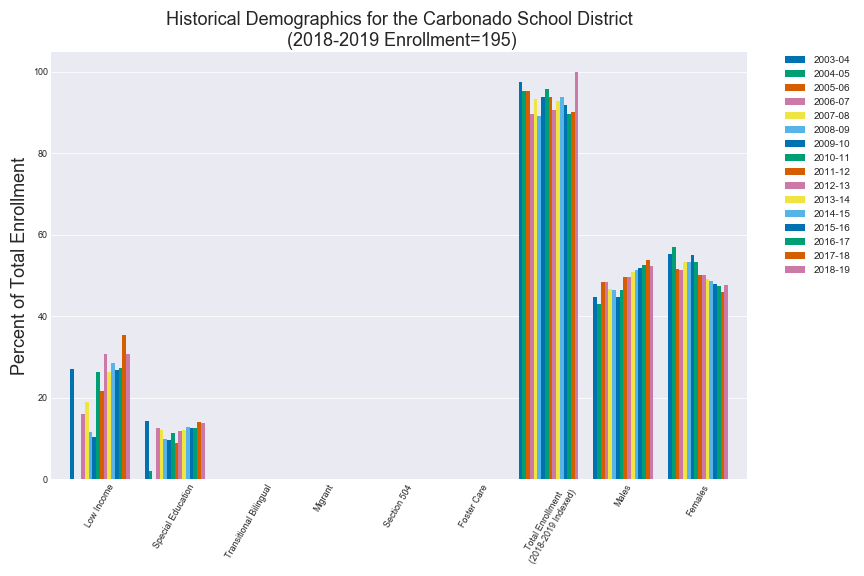 Historical Demographics for the Carbonado School District
(2018-2019 Enrollment=195)
Percent of Total Enrollment
100
80
60
40
20
0
Low Income
Special Education
Transitional Bilingual
Migrant
Section 504
Foster Care
Total Enrollment
(2018-2019 Indexed)
Males
Females
2003-04
2004-05
2005-06
2006-07
2007-08
2008-09
2009-10
2010-11
2011-12
2012-13
2013-14
2014-15
2015-16
2016-17
2017-18
2018-19